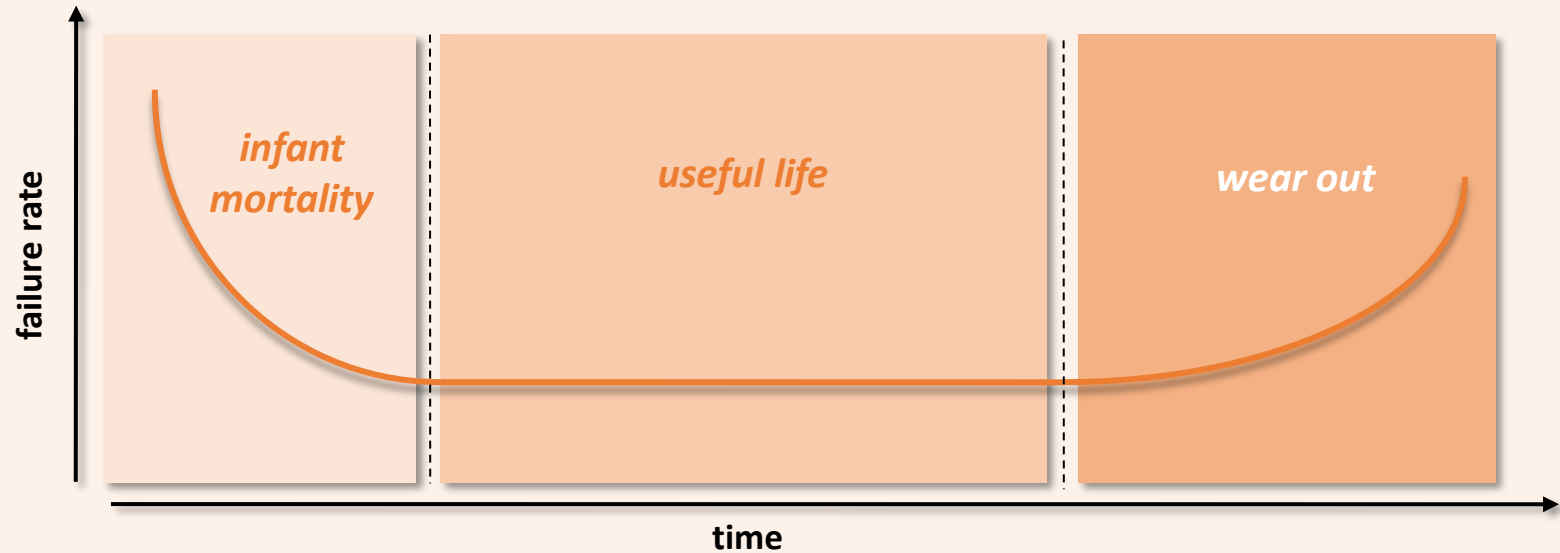 failure rate
infant
mortality
useful life
wear out
time